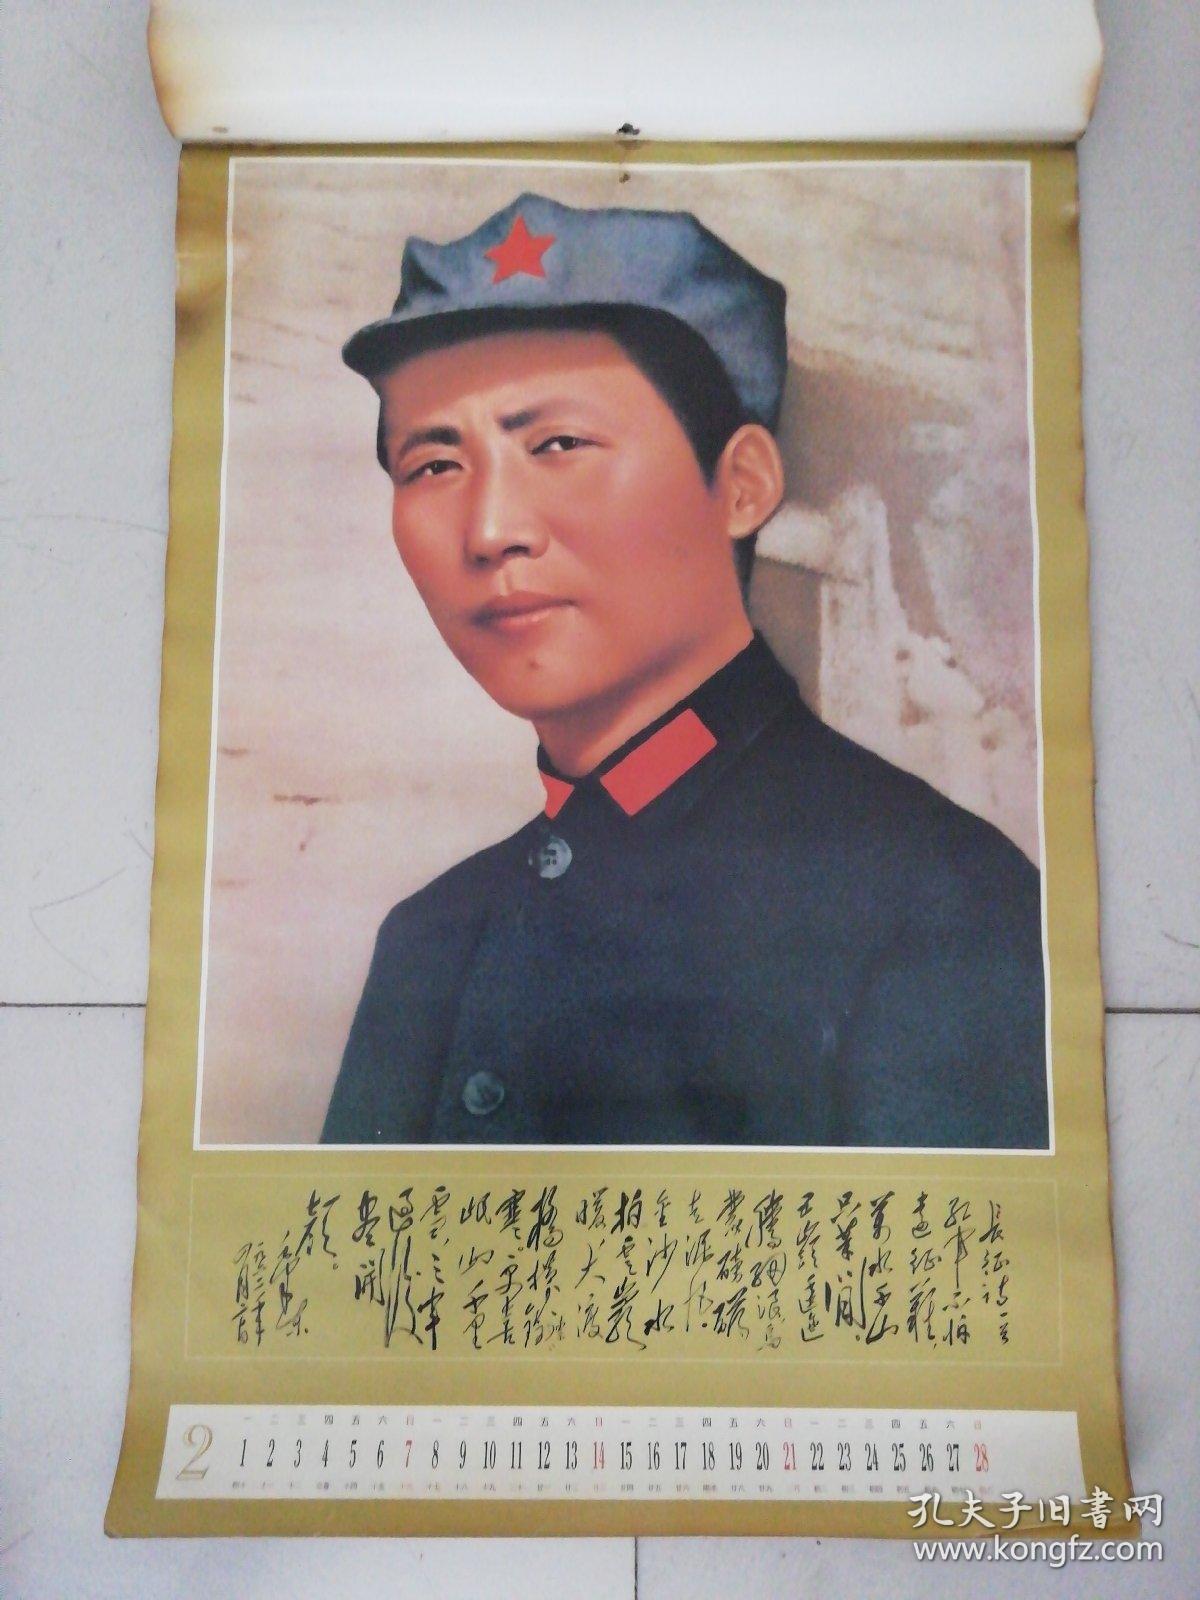 长征诗一首
红军不怕
远征难，
万水千山
只等闲。
五岭逶迤
腾细浪，乌
蒙磅礴
走泥丸。
金沙水
拍云崖
暖，大渡
桥横铁索
寒。更喜
岷山千里
雪，三军
过后
尽开
颜。
毛泽东
2
一 二 三 四 五 六 日 一 二 三 四 五 六 日 一 二 三 四 五 六 日 一 二 三 四 五 六 日
1 2 3 4 5 6 7 8 9 10 11 12 13 14 15 16 17 18 19 20 21 22 23 24 25 26 27 28
孔夫子旧書网
www.kongfz.com